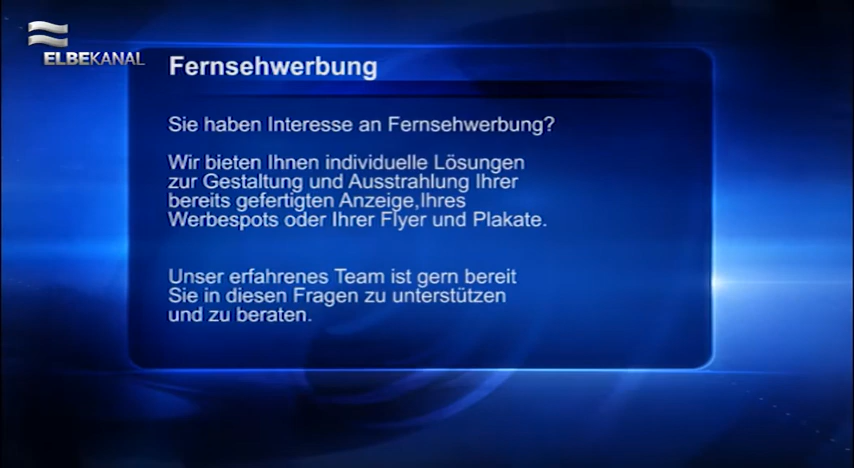 ELBEKANAL
Fernsehwerbung
Sie haben Interesse an Fernsehwerbung?
Wir bieten Ihnen individuelle Lösungen
zur Gestaltung und Ausstrahlung Ihrer
bereits gefertigten Anzeige,Ihres
Werbespots oder Ihrer Flyer und Plakate.
Unser erfahrenes Team ist gern bereit
Sie in diesen Fragen zu unterstützen
und zu beraten.